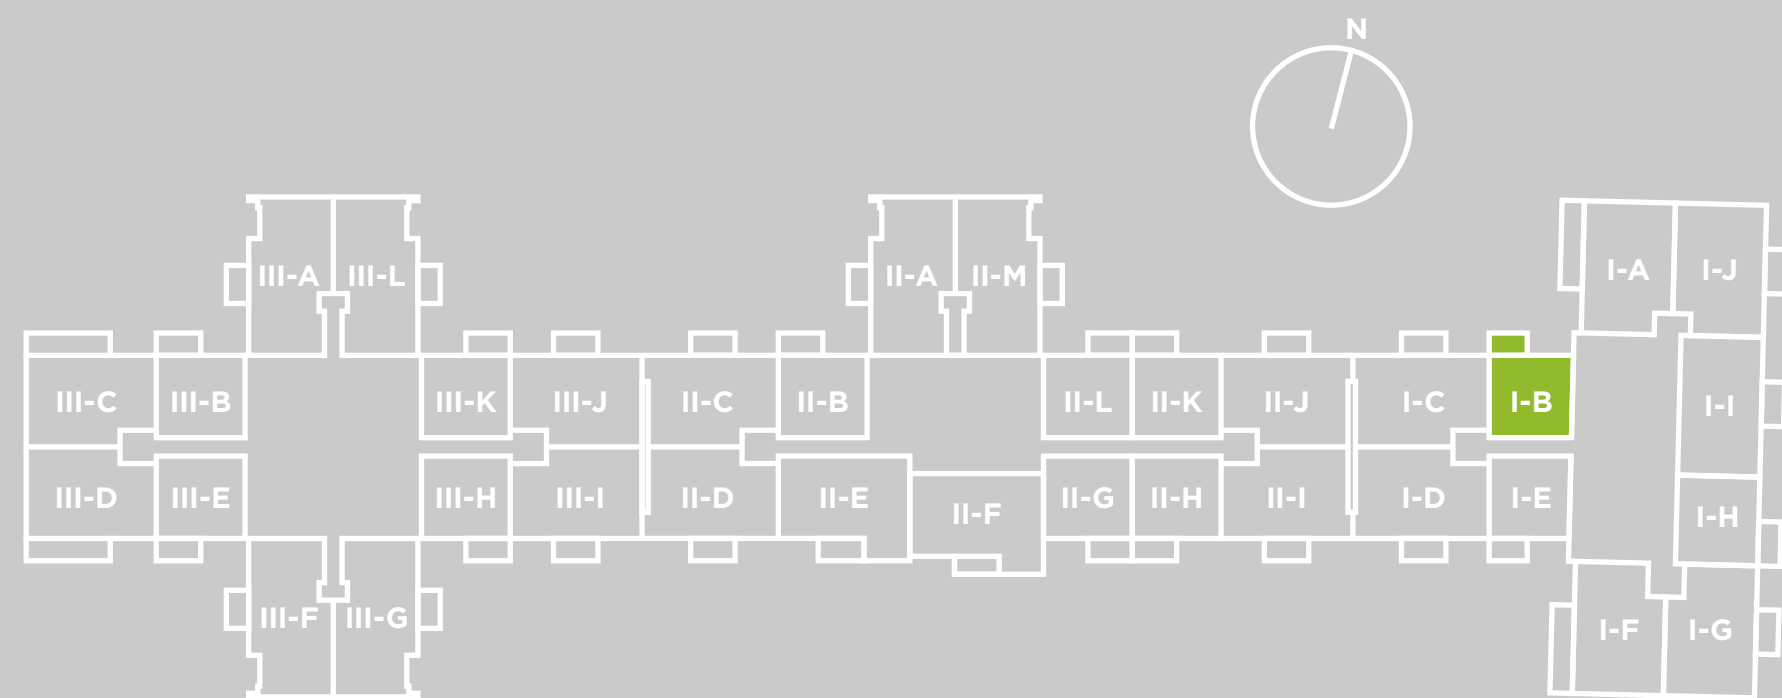 N
III-A III-L II-A II-M I-A I-J
III-C III-B III-K III-J II-C II-B II-L II-K II-J I-C I-B I-I
III-D III-E III-H III-I II-D II-E II-F II-G II-H II-I I-D I-E I-H
III-F III-G I-F I-G